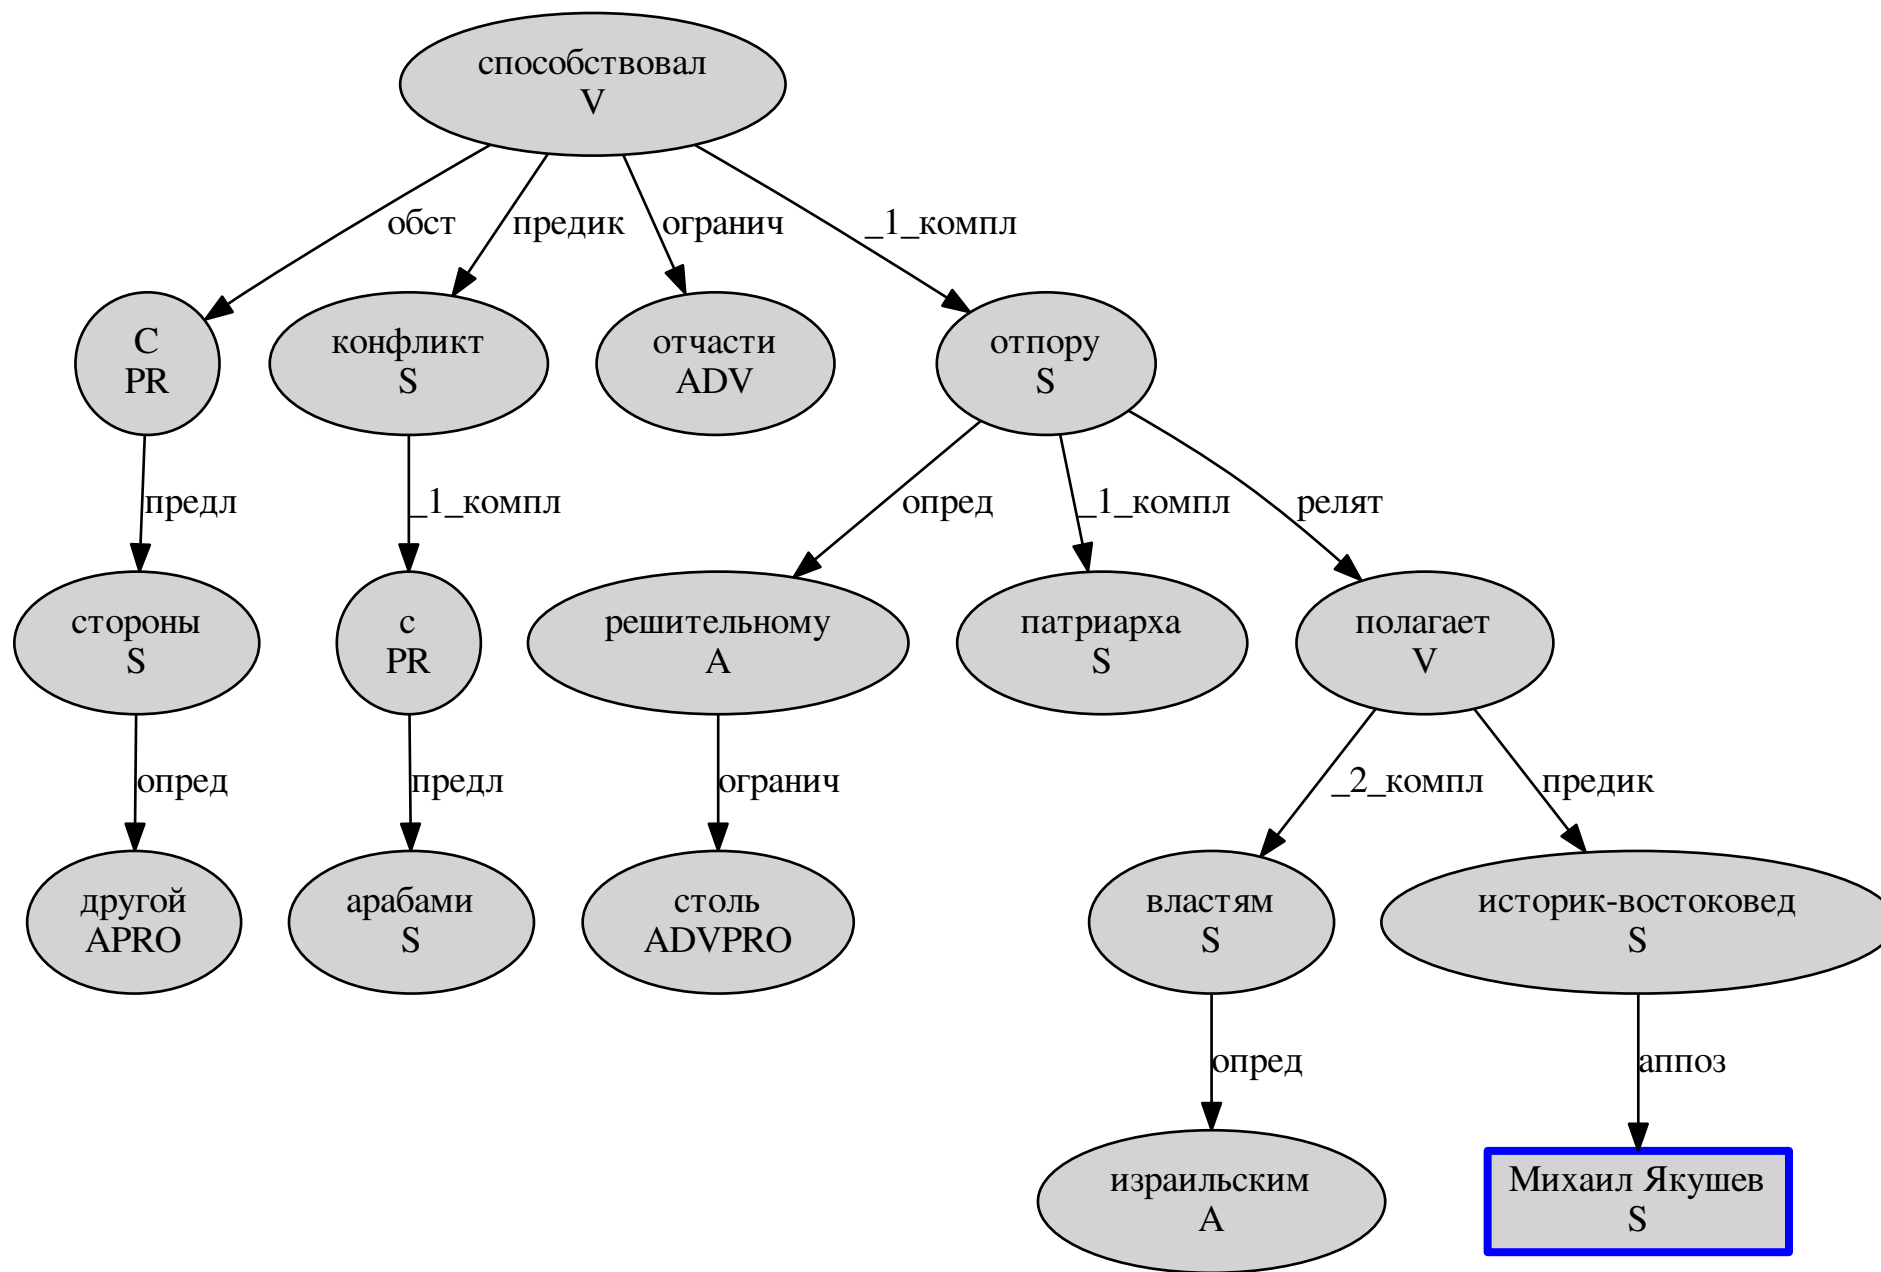 способствовал
V
обст
предик
огранич
_1_компл
С
PR
конфликт
S
отчасти
ADV
отпору
S
предл
_1_компл
опред
_1_компл
релят
стороны
S
с
PR
решительному
A
патриарха
S
полагает
V
опред
предл
огранич
_2_компл
предик
другой
APRO
арабами
S
столь
ADVPRO
властям
S
историк-востоковед
S
опред
аппоз
израильским
A
Михаил Якушев
S